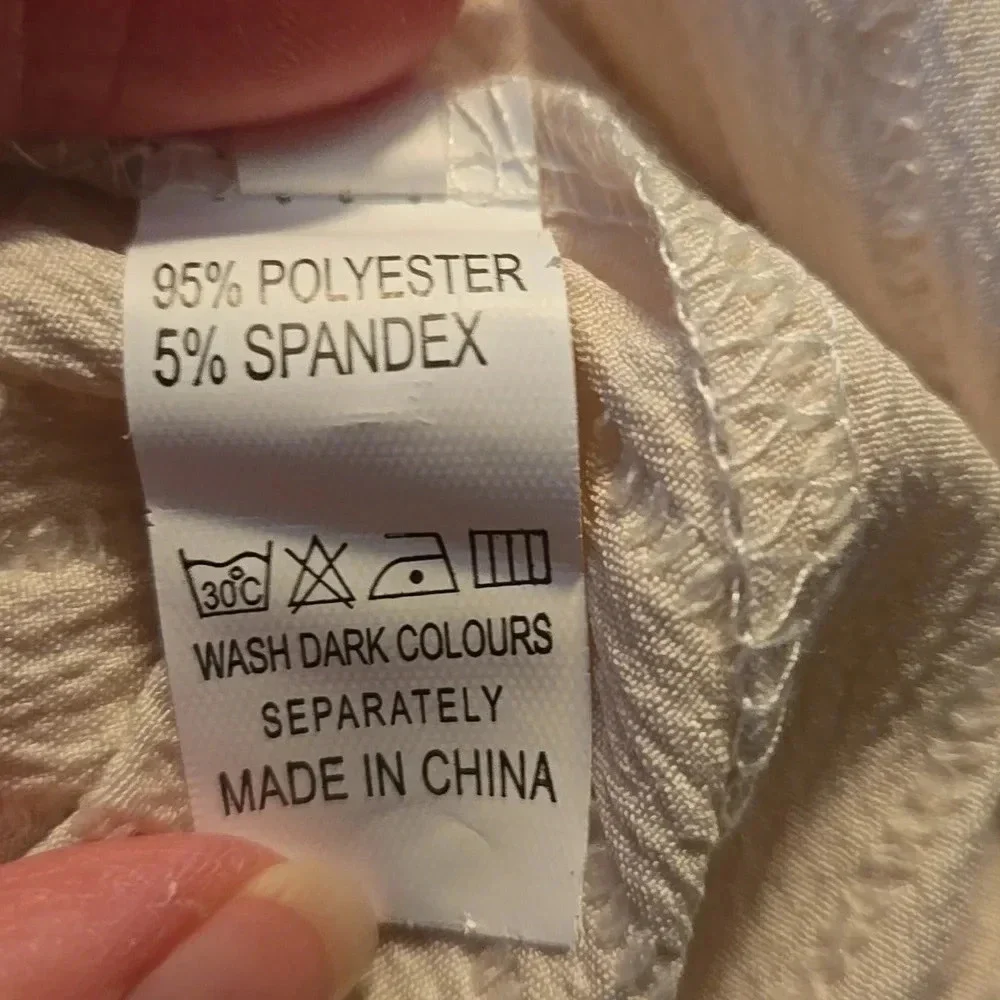 95% POLYESTER
5% SPANDEX
30°C
WASH DARK COLOURS
SEPARATELY
MADE IN CHINA